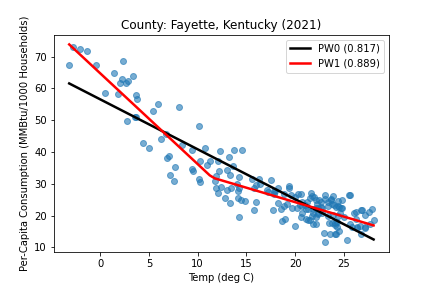 County: Fayette, Kentucky (2021)
Per-Capita Consumption (MMBtu/1000 Households)
70
60
50
40
30
20
10
PW0 (0.817)
PW1 (0.889)
0 5 10 15 20 25
Temp (deg C)